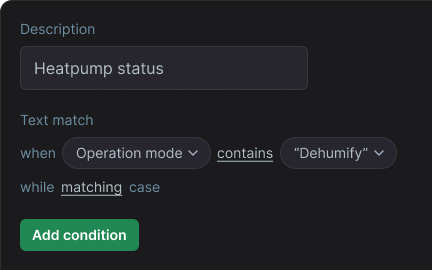 Description
Heatpump status
Text match
when Operation mode contains “Dehumify”
while matching case
Add condition